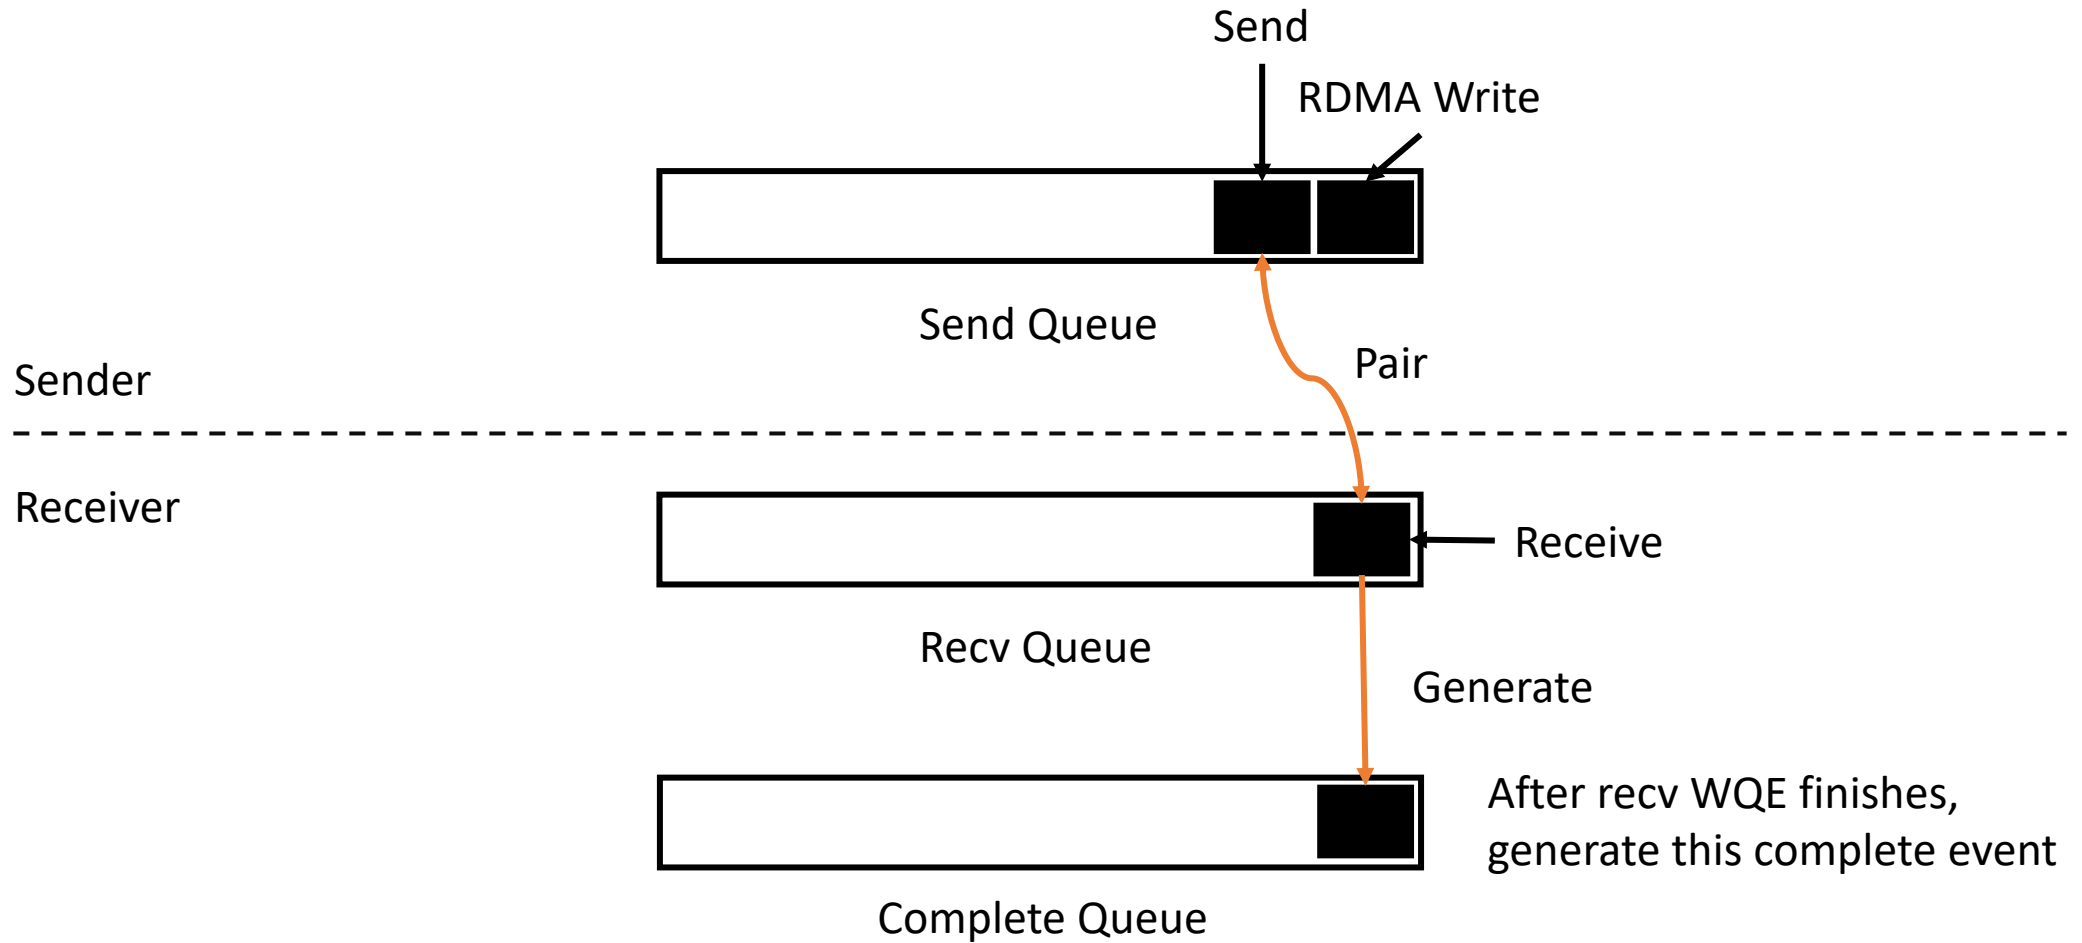 Send
RDMA Write
Send Queue
Pair
Sender
Receiver
Receive
Recv Queue
Generate
After recv WQE finishes,
generate this complete event
Complete Queue